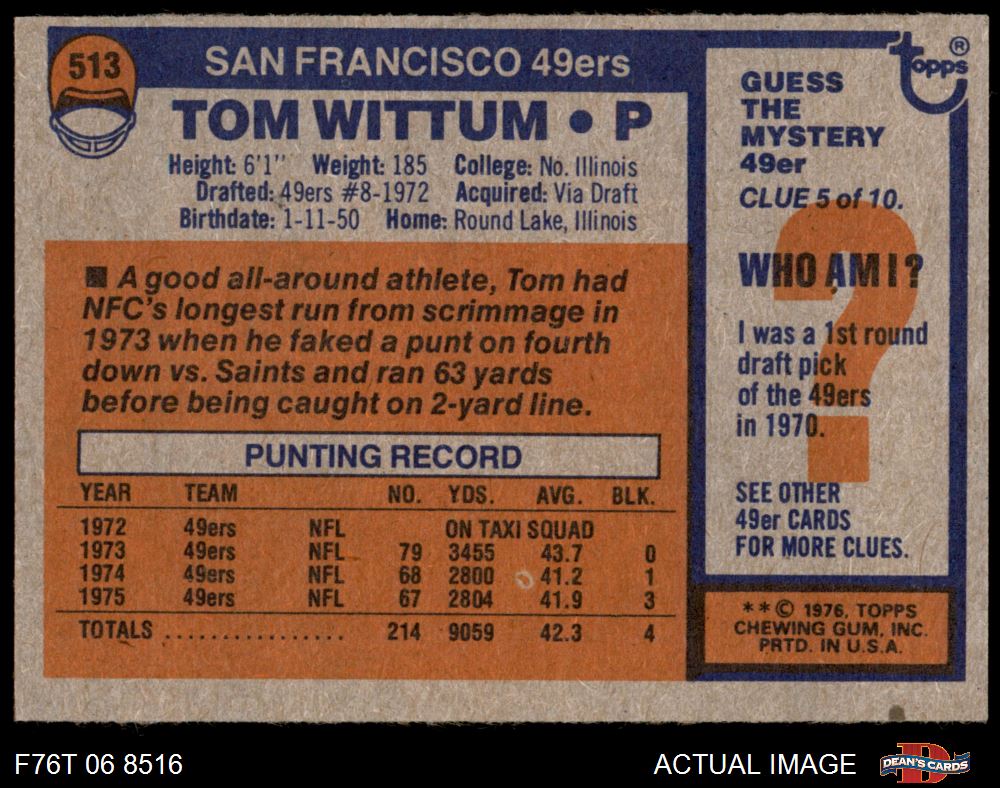 513
SAN FRANCISCO 49ers
TOM WITTUM • P
Height: 6'1" Weight: 185 College: No. Illinois
Drafted: 49ers #8-1972 Acquired: Via Draft
Birthdate: 1-11-50 Home: Round Lake, Illinois
■ A good all-around athlete, Tom had
NFC's longest run from scrimmage in
1973 when he faked a punt on fourth
down vs. Saints and ran 63 yards
before being caught on 2-yard line.
PUNTING RECORD
YEAR TEAM NO. YDS. AVG. BLK.
1972 49ers NFL ON TAXI SQUAD
1973 49ers NFL 79 3455 43.7 0
1974 49ers NFL 68 2800 41.2 1
1975 49ers NFL 67 2804 41.9 3
TOTALS ................ 214 9059 42.3 4
topps ®
GUESS
THE
MYSTERY
49er
CLUE 5 of 10.
?
WHO AM I?
I was a 1st round
draft pick
of the 49ers
in 1970.
SEE OTHER
49er CARDS
FOR MORE CLUES.
** © 1976, TOPPS
CHEWING GUM, INC.
PRTD. IN U.S.A.
F76T 06 8516
ACTUAL IMAGE
D
DEAN'S CARDS